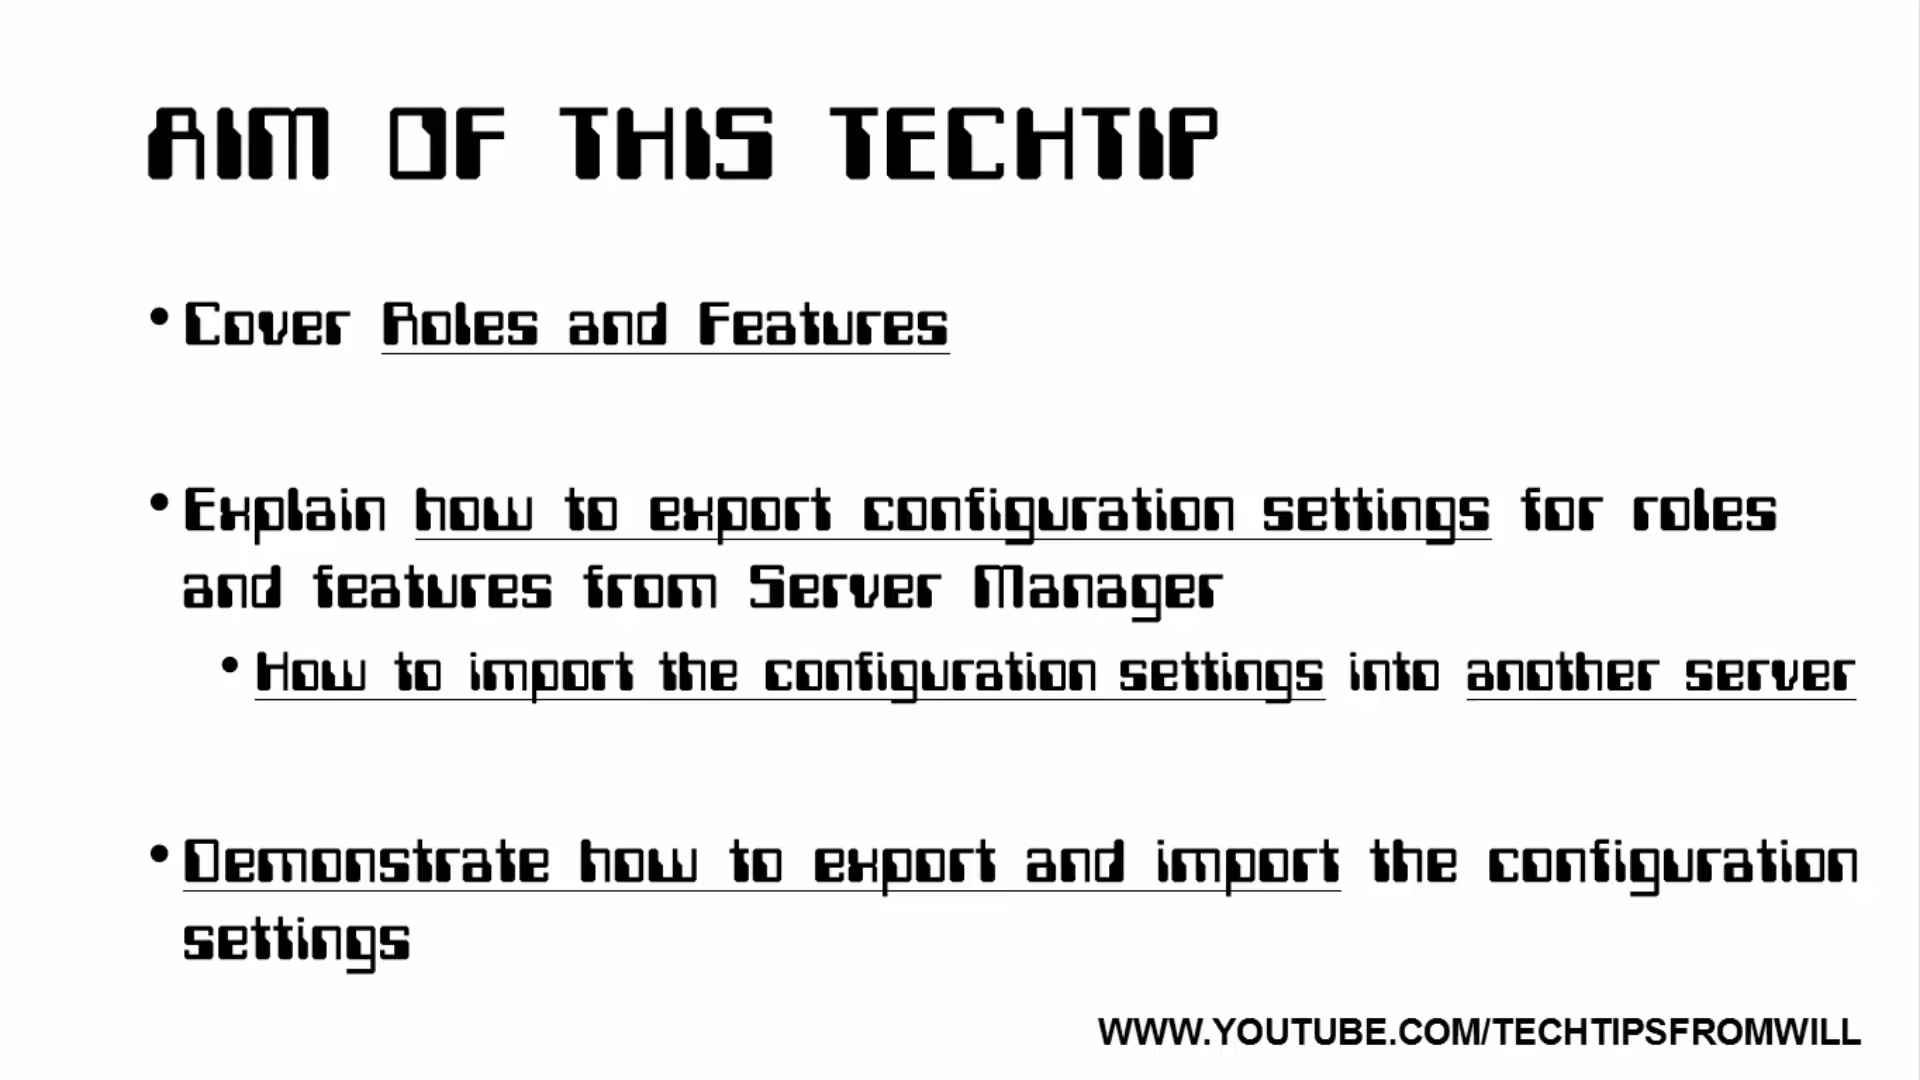 AIM OF THIS TECHTIP
• Cover Roles and Features
• Explain how to export configuration settings for roles
and features from Server Manager
• How to import the configuration settings into another server
• Demonstrate how to export and import the configuration
settings
WWW.YOUTUBE.COM/TECHTIPSFROMWILL